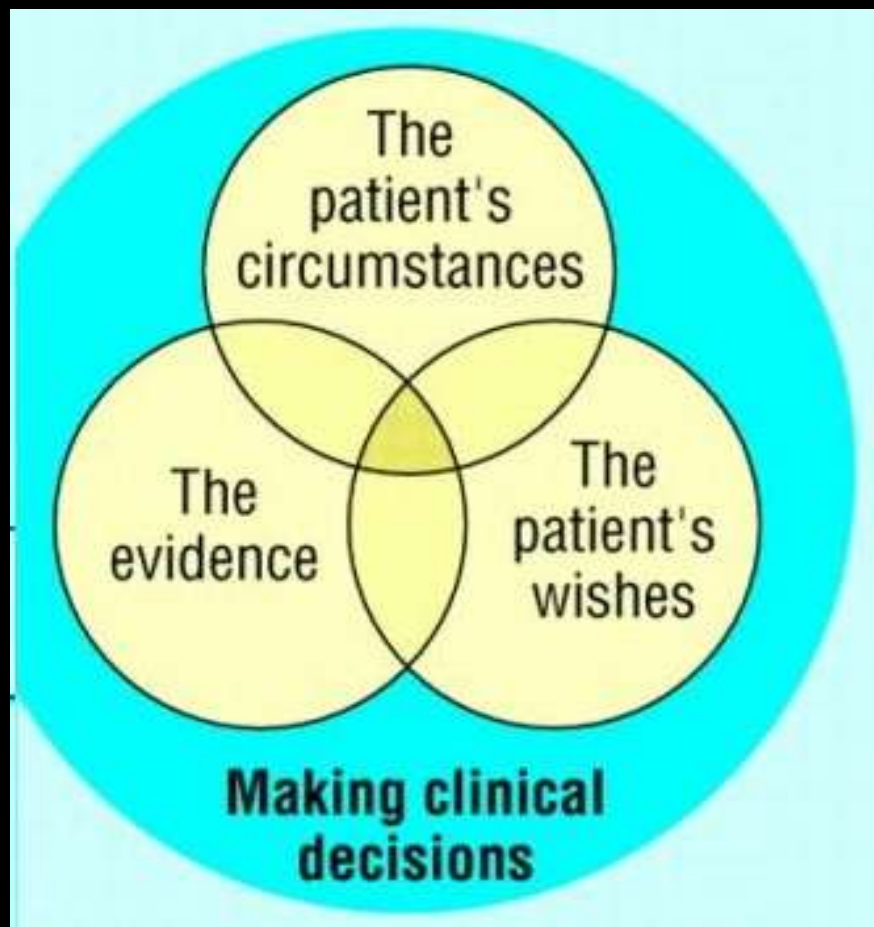 The
patient's
circumstances
The
evidence
The
patient's
wishes
Making clinical
decisions